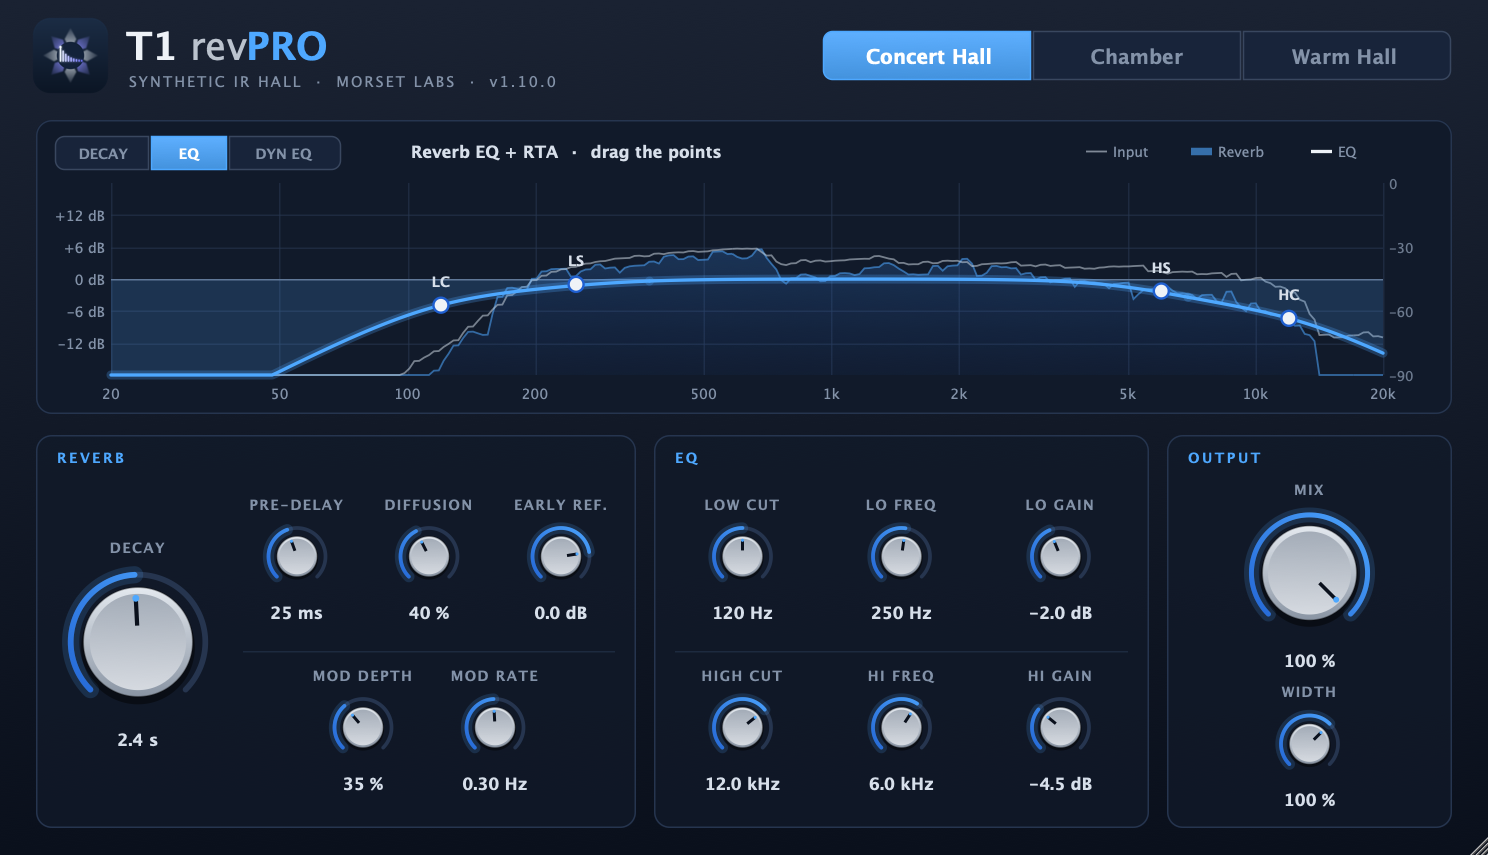 T1 revPRO
SYNTHETIC IR HALL · MORSET LABS · v1.10.0
Concert Hall
Chamber
Warm Hall
DECAY
EQ
DYN EQ
Reverb EQ + RTA · drag the points
Input
Reverb
EQ
+12 dB
+6 dB
0 dB
−6 dB
−12 dB
0
−30
−60
−90
LC
LS
HS
HC
20
50
100
200
500
1k
2k
5k
10k
20k
REVERB
DECAY
2.4 s
PRE-DELAY
DIFFUSION
EARLY REF.
25 ms
40 %
0.0 dB
MOD DEPTH
MOD RATE
35 %
0.30 Hz
EQ
LOW CUT
LO FREQ
LO GAIN
120 Hz
250 Hz
−2.0 dB
HIGH CUT
HI FREQ
HI GAIN
12.0 kHz
6.0 kHz
−4.5 dB
OUTPUT
MIX
100 %
WIDTH
100 %